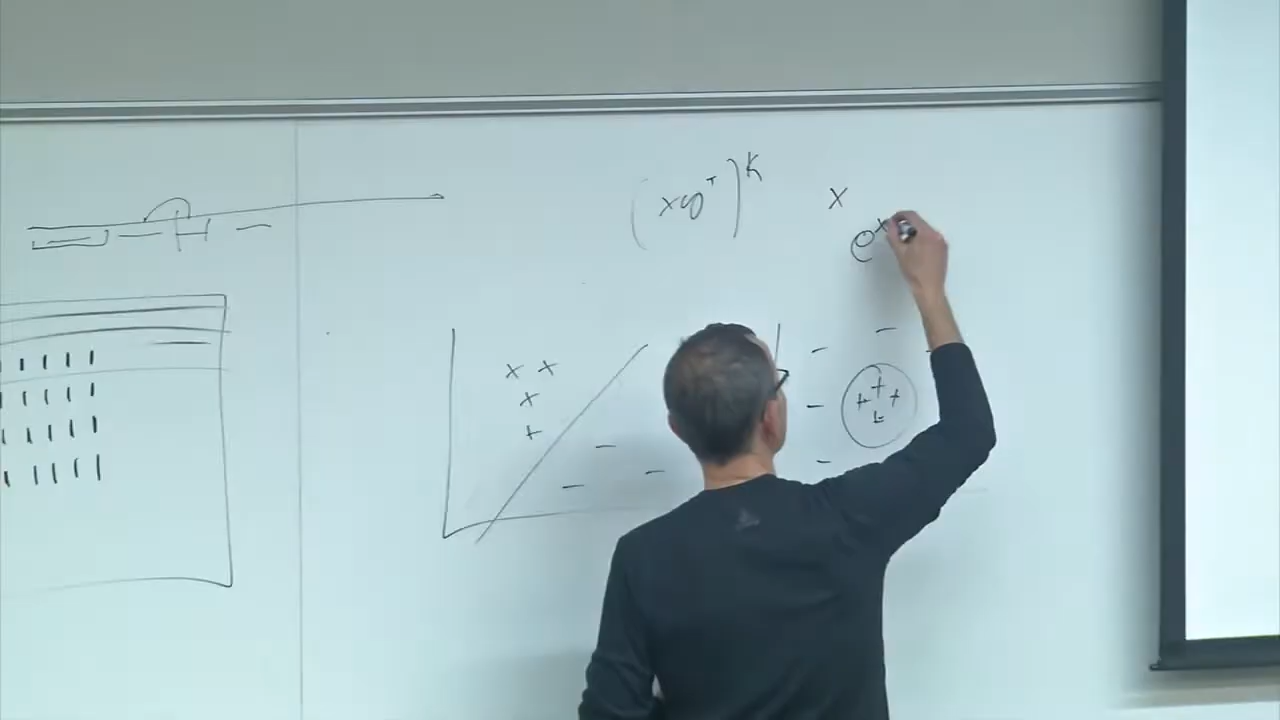 (xy^T)^K
x
e^x
x x
x
+
- - -
- -
- -
+
+ +
+
-